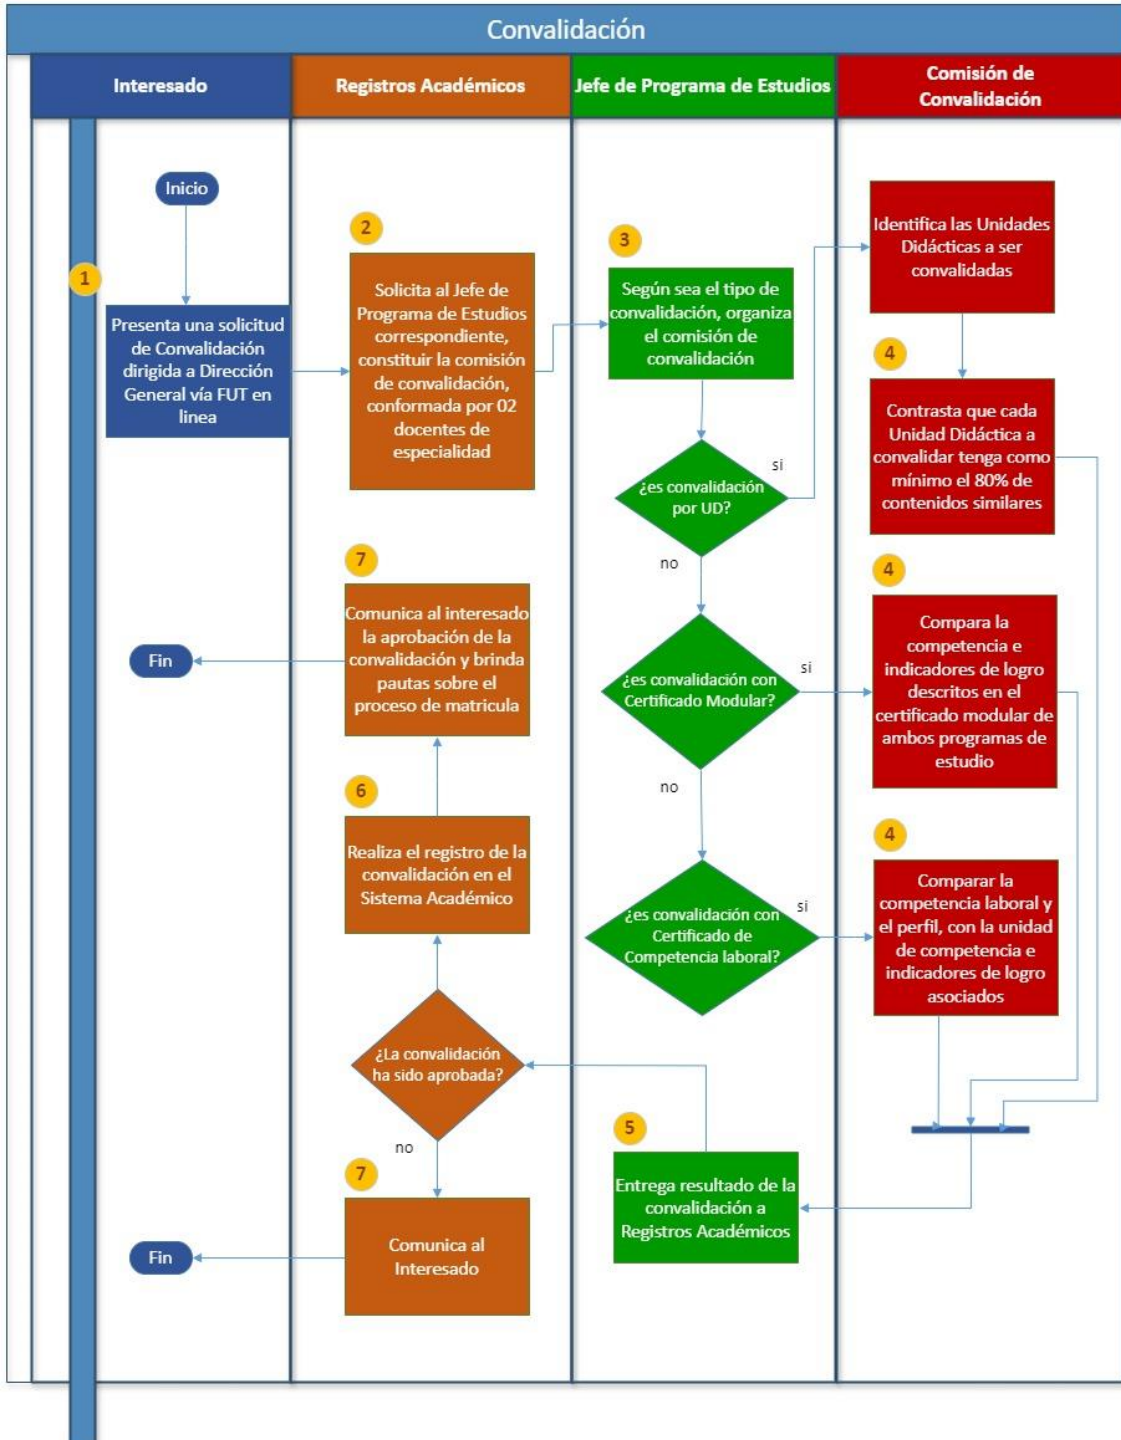 Convalidación
Interesado
Registros Académicos
Jefe de Programa de Estudios
Comisión de
Convalidación
Inicio
1
Presenta una solicitud
de Convalidación
dirigida a Dirección
General vía FUT en
linea
2
Solicita al Jefe de
Programa de Estudios
correspondiente,
constituir la comisión
de convalidación,
conformada por 02
docentes de
especialidad
3
Según sea el tipo de
convalidación, organiza
el comisión de
convalidación
¿es convalidación
por UD?
si
no
Identifica las Unidades
Didácticas a ser
convalidadas
4
Contrasta que cada
Unidad Didáctica a
convalidar tenga como
mínimo el 80% de
contenidos similares
¿es convalidación con
Certificado Modular?
si
no
4
Compara la
competencia e
indicadores de logro
descritos en el
certificado modular de
ambos programas de
estudio
¿es convalidación con
Certificado de
Competencia laboral?
si
4
Comparar la
competencia laboral y
el perfil, con la unidad
de competencia e
indicadores de logro
asociados
5
Entrega resultado de la
convalidación a
Registros Académicos
¿La convalidación
ha sido aprobada?
no
6
Realiza el registro de la
convalidación en el
Sistema Académico
7
Comunica al interesado
la aprobación de la
convalidación y brinda
pautas sobre el
proceso de matricula
Fin
7
Comunica al
Interesado
Fin